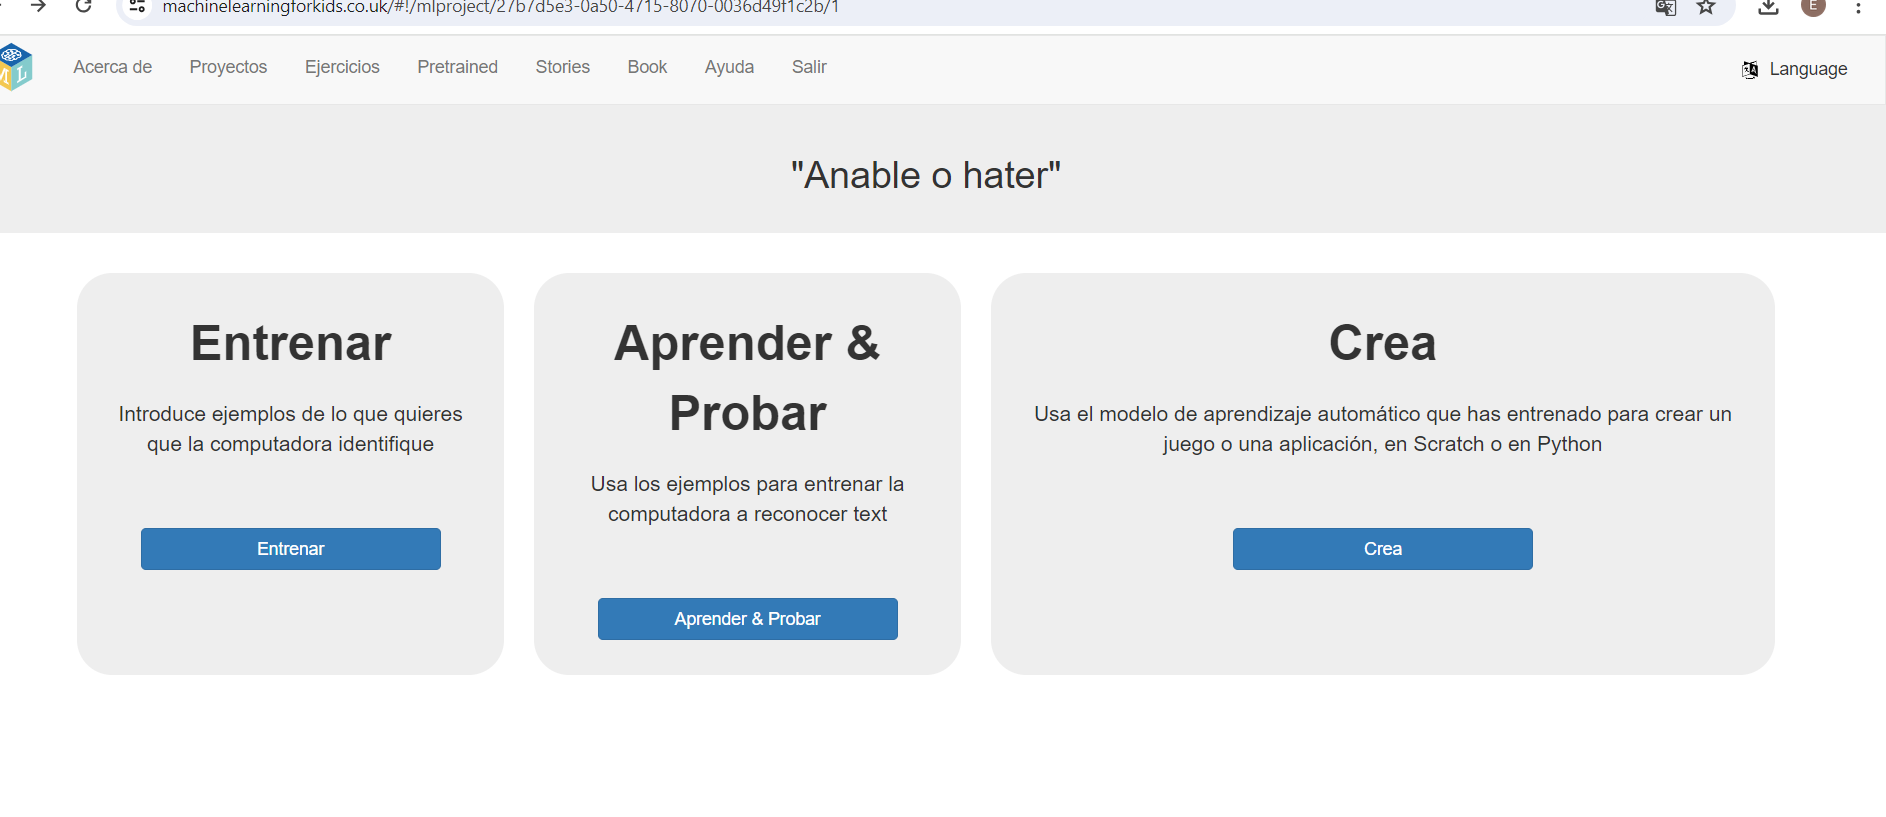 machinelearningforkids.co.uk/#!/mlproject/27b7d5e3-0a50-4715-8070-0036d49f1c2b/1
E
Acerca de Proyectos Ejercicios Pretrained Stories Book Ayuda Salir Language
"Anable o hater"
Entrenar
Introduce ejemplos de lo que quieres
que la computadora identifique
Entrenar
Aprender &
Probar
Usa los ejemplos para entrenar la
computadora a reconocer text
Aprender & Probar
Crea
Usa el modelo de aprendizaje automático que has entrenado para crear un
juego o una aplicación, en Scratch o en Python
Crea